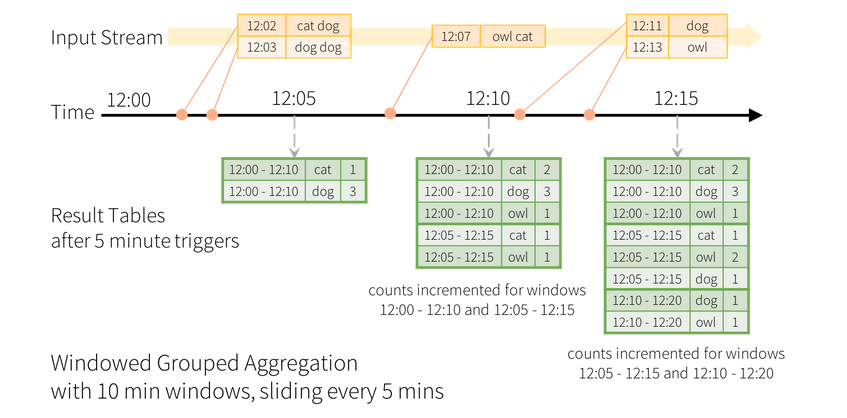 Input Stream
12:02 cat dog
12:03 dog dog
12:07 owl cat
12:11 dog
12:13 owl
Time
12:00
12:05
12:10
12:15
12:00 - 12:10 cat 1
12:00 - 12:10 dog 3
12:00 - 12:10 cat 2
12:00 - 12:10 dog 3
12:00 - 12:10 owl 1
12:05 - 12:15 cat 1
12:05 - 12:15 owl 1
12:00 - 12:10 cat 2
12:00 - 12:10 dog 3
12:00 - 12:10 owl 1
12:05 - 12:15 cat 1
12:05 - 12:15 owl 2
12:05 - 12:15 dog 1
12:10 - 12:20 dog 1
12:10 - 12:20 owl 1
Result Tables
after 5 minute triggers
counts incremented for windows
12:00 - 12:10 and 12:05 - 12:15
counts incremented for windows
12:05 - 12:15 and 12:10 - 12:20
Windowed Grouped Aggregation
with 10 min windows, sliding every 5 mins